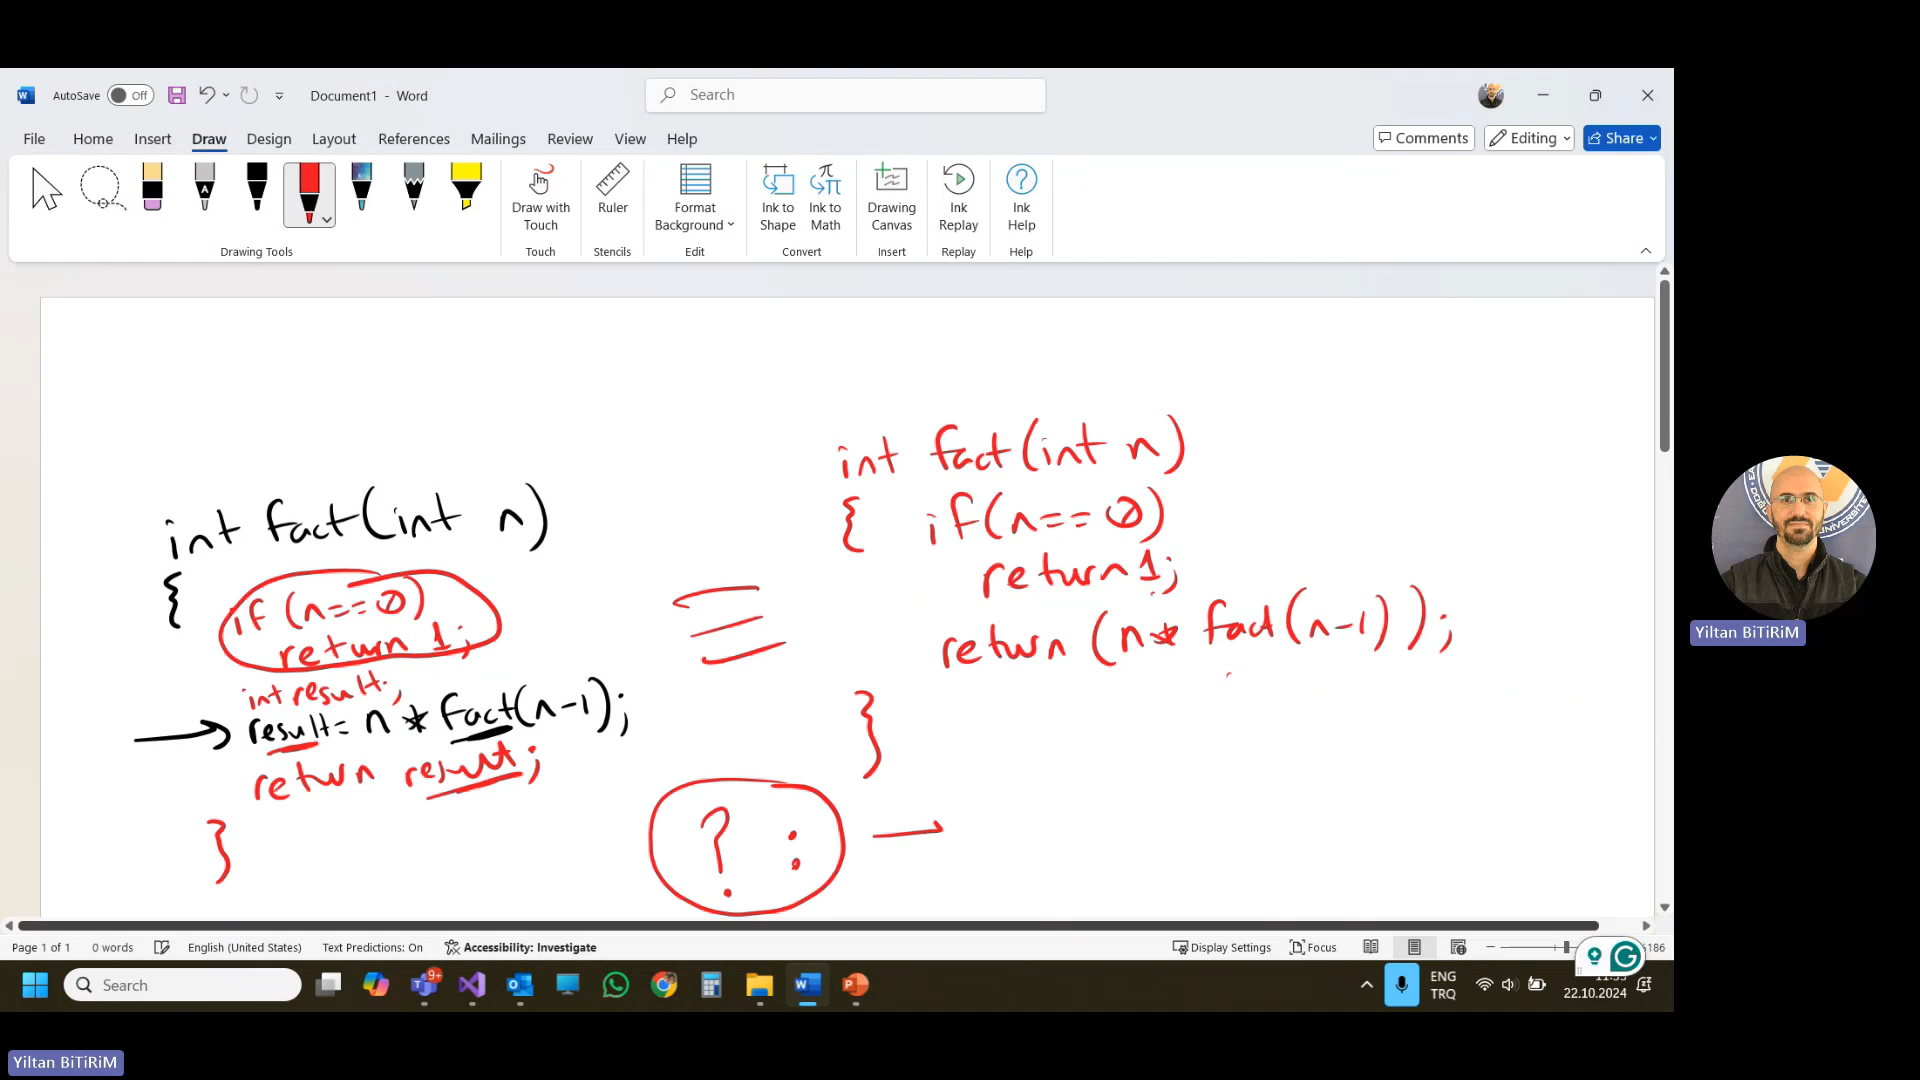 AutoSave Off Document1 - Word Search
File Home Insert Draw Design Layout References Mailings Review View Help Comments Editing Share
Draw with Touch Ruler Format Background Ink to Shape Ink to Math Drawing Canvas Ink Replay Ink Help
Drawing Tools Touch Stencils Edit Convert Insert Replay Help
int fact(int n)
{
if (n==0)
return 1;
int result;
result= n * fact(n-1);
return result;
}
≡
int fact(int n)
{ if(n==0)
return 1;
return (n* fact(n-1));
}
? : →
Yiltan BiTiRiM
Page 1 of 1 0 words English (United States) Text Predictions: On Accessibility: Investigate Display Settings Focus 186
Search 9+ ENG
TRQ
22.10.2024
Yiltan BiTiRiM